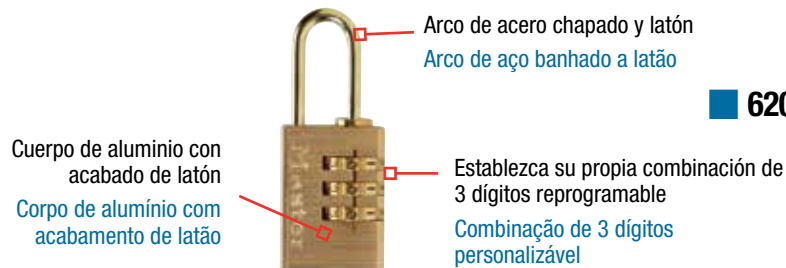 Arco de acero chapado y latón
Arco de aço banhado a latão
620
Cuerpo de aluminio con
acabado de latón
Corpo de alumínio com
acabamento de latão
Master
Establezca su propia combinación de
3 dígitos reprogramable
Combinação de 3 dígitos
personalizável